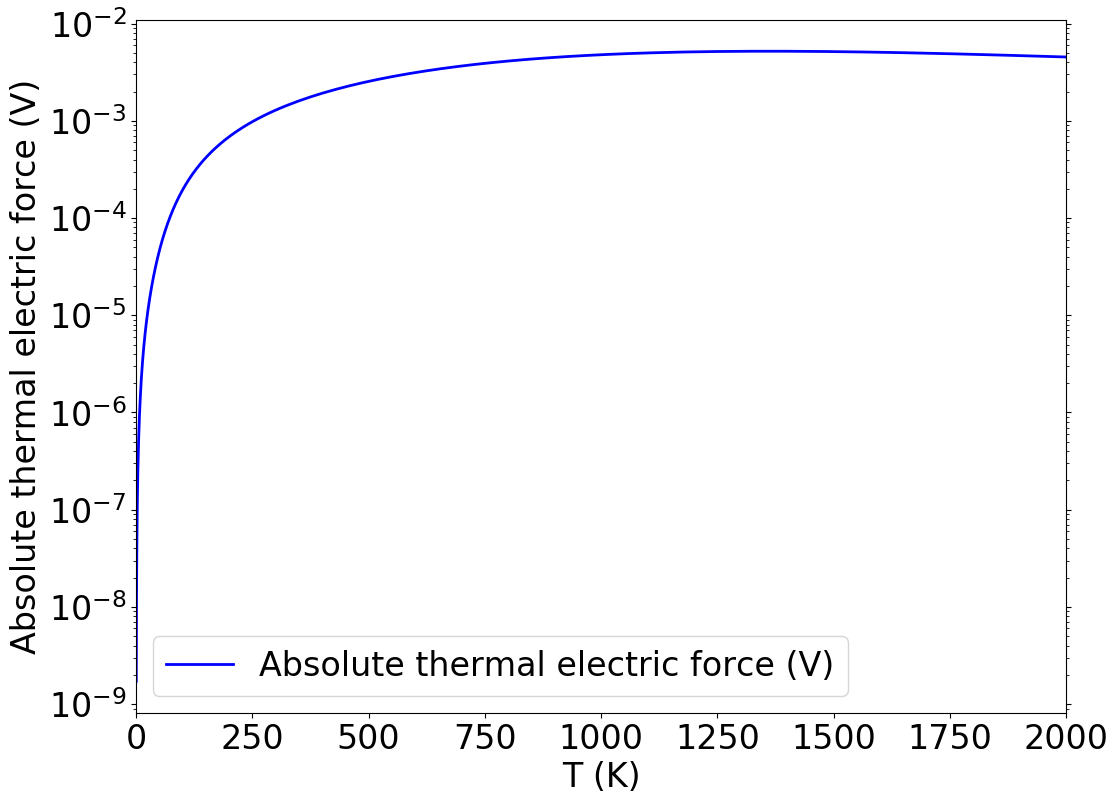 Absolute thermal electric force (V)
10⁻²
10⁻³
10⁻⁴
10⁻⁵
10⁻⁶
10⁻⁷
10⁻⁸
10⁻⁹
Absolute thermal electric force (V)
0 250 500 750 1000 1250 1500 1750 2000
T (K)